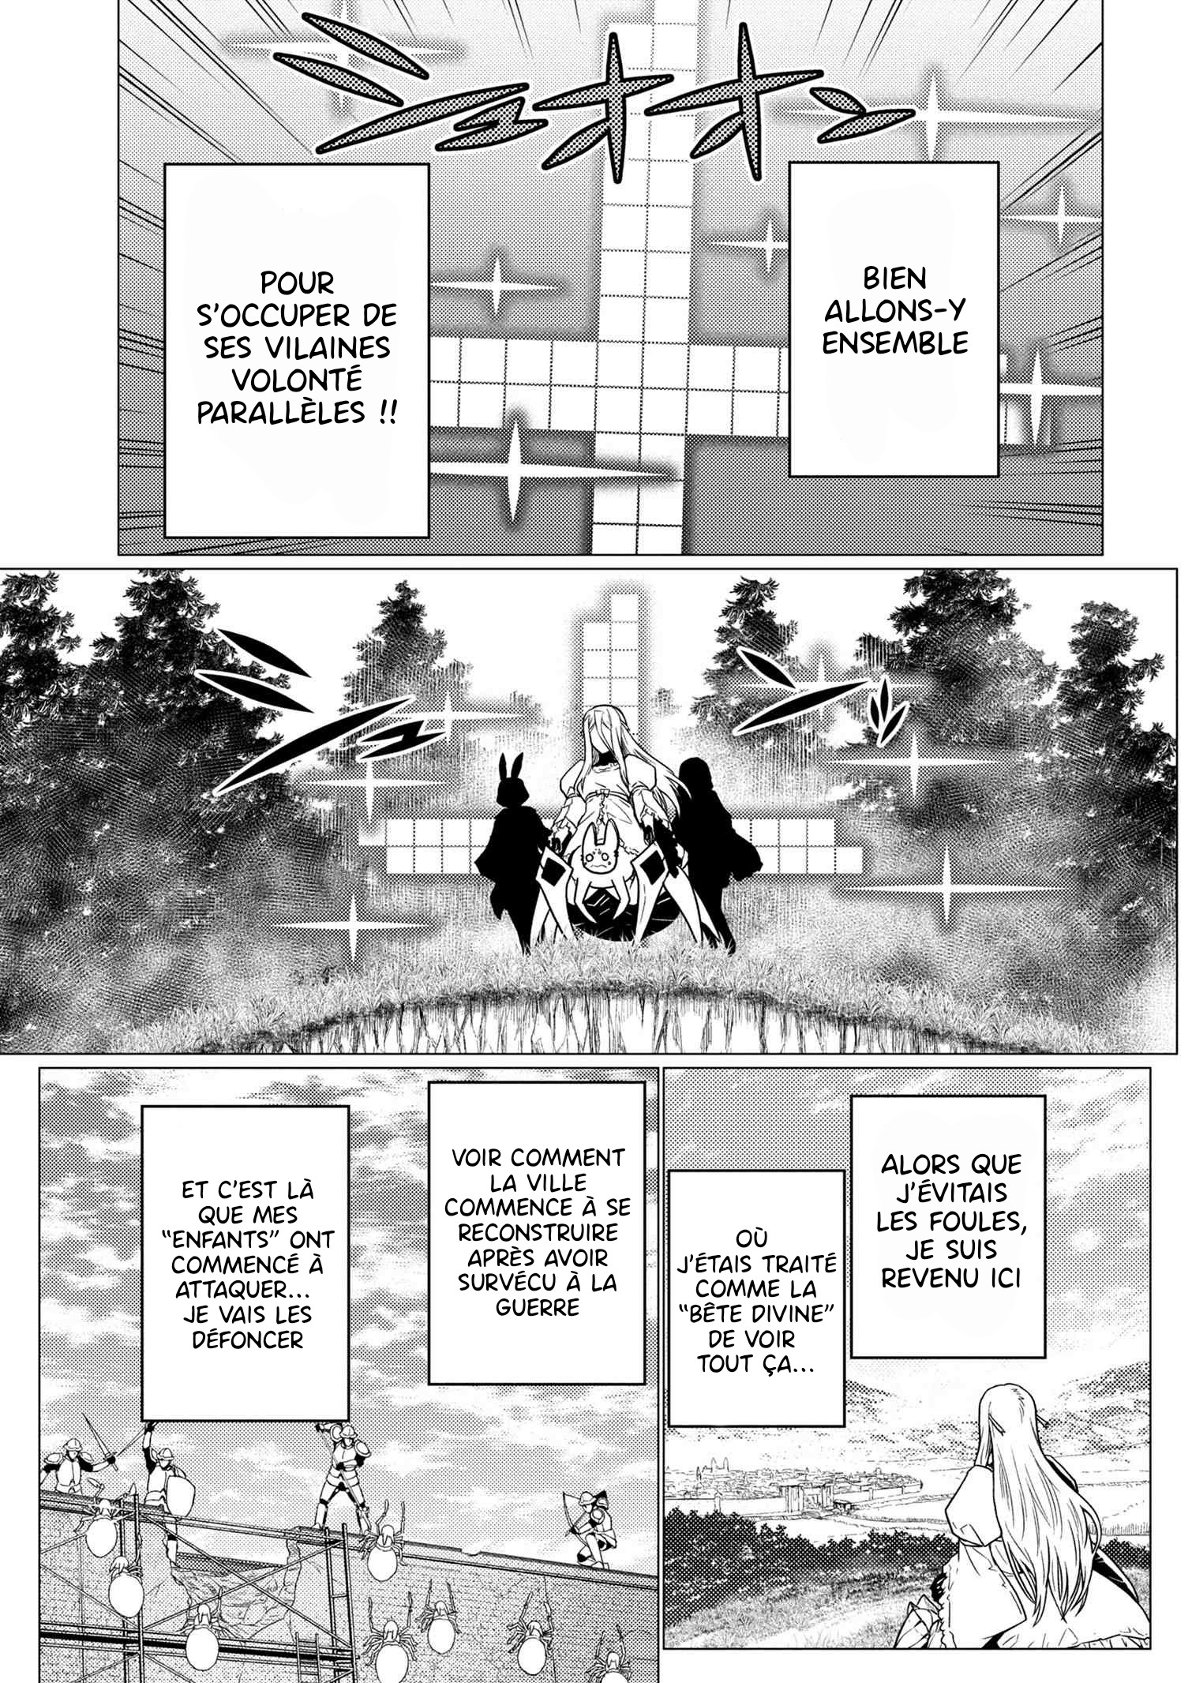 シュオオン
BIEN
ALLONS-Y
ENSEMBLE
POUR
S'OCCUPER DE
SES VILAINES
VOLONTÉ
PARALLÈLES !!
シュン
ALORS QUE
J'ÉVITAIS
LES FOULES,
JE SUIS
REVENU ICI
OÙ
J'ÉTAIS TRAITÉ
COMME LA
“BÊTE DIVINE”
DE VOIR
TOUT ÇA...
VOIR COMMENT
LA VILLE
COMMENCE À SE
RECONSTRUIRE
APRÈS AVOIR
SURVÉCU À LA
GUERRE
ET C'EST LÀ
QUE MES
“ENFANTS” ONT
COMMENCÉ À
ATTAQUER...
JE VAIS LES
DÉFONCER